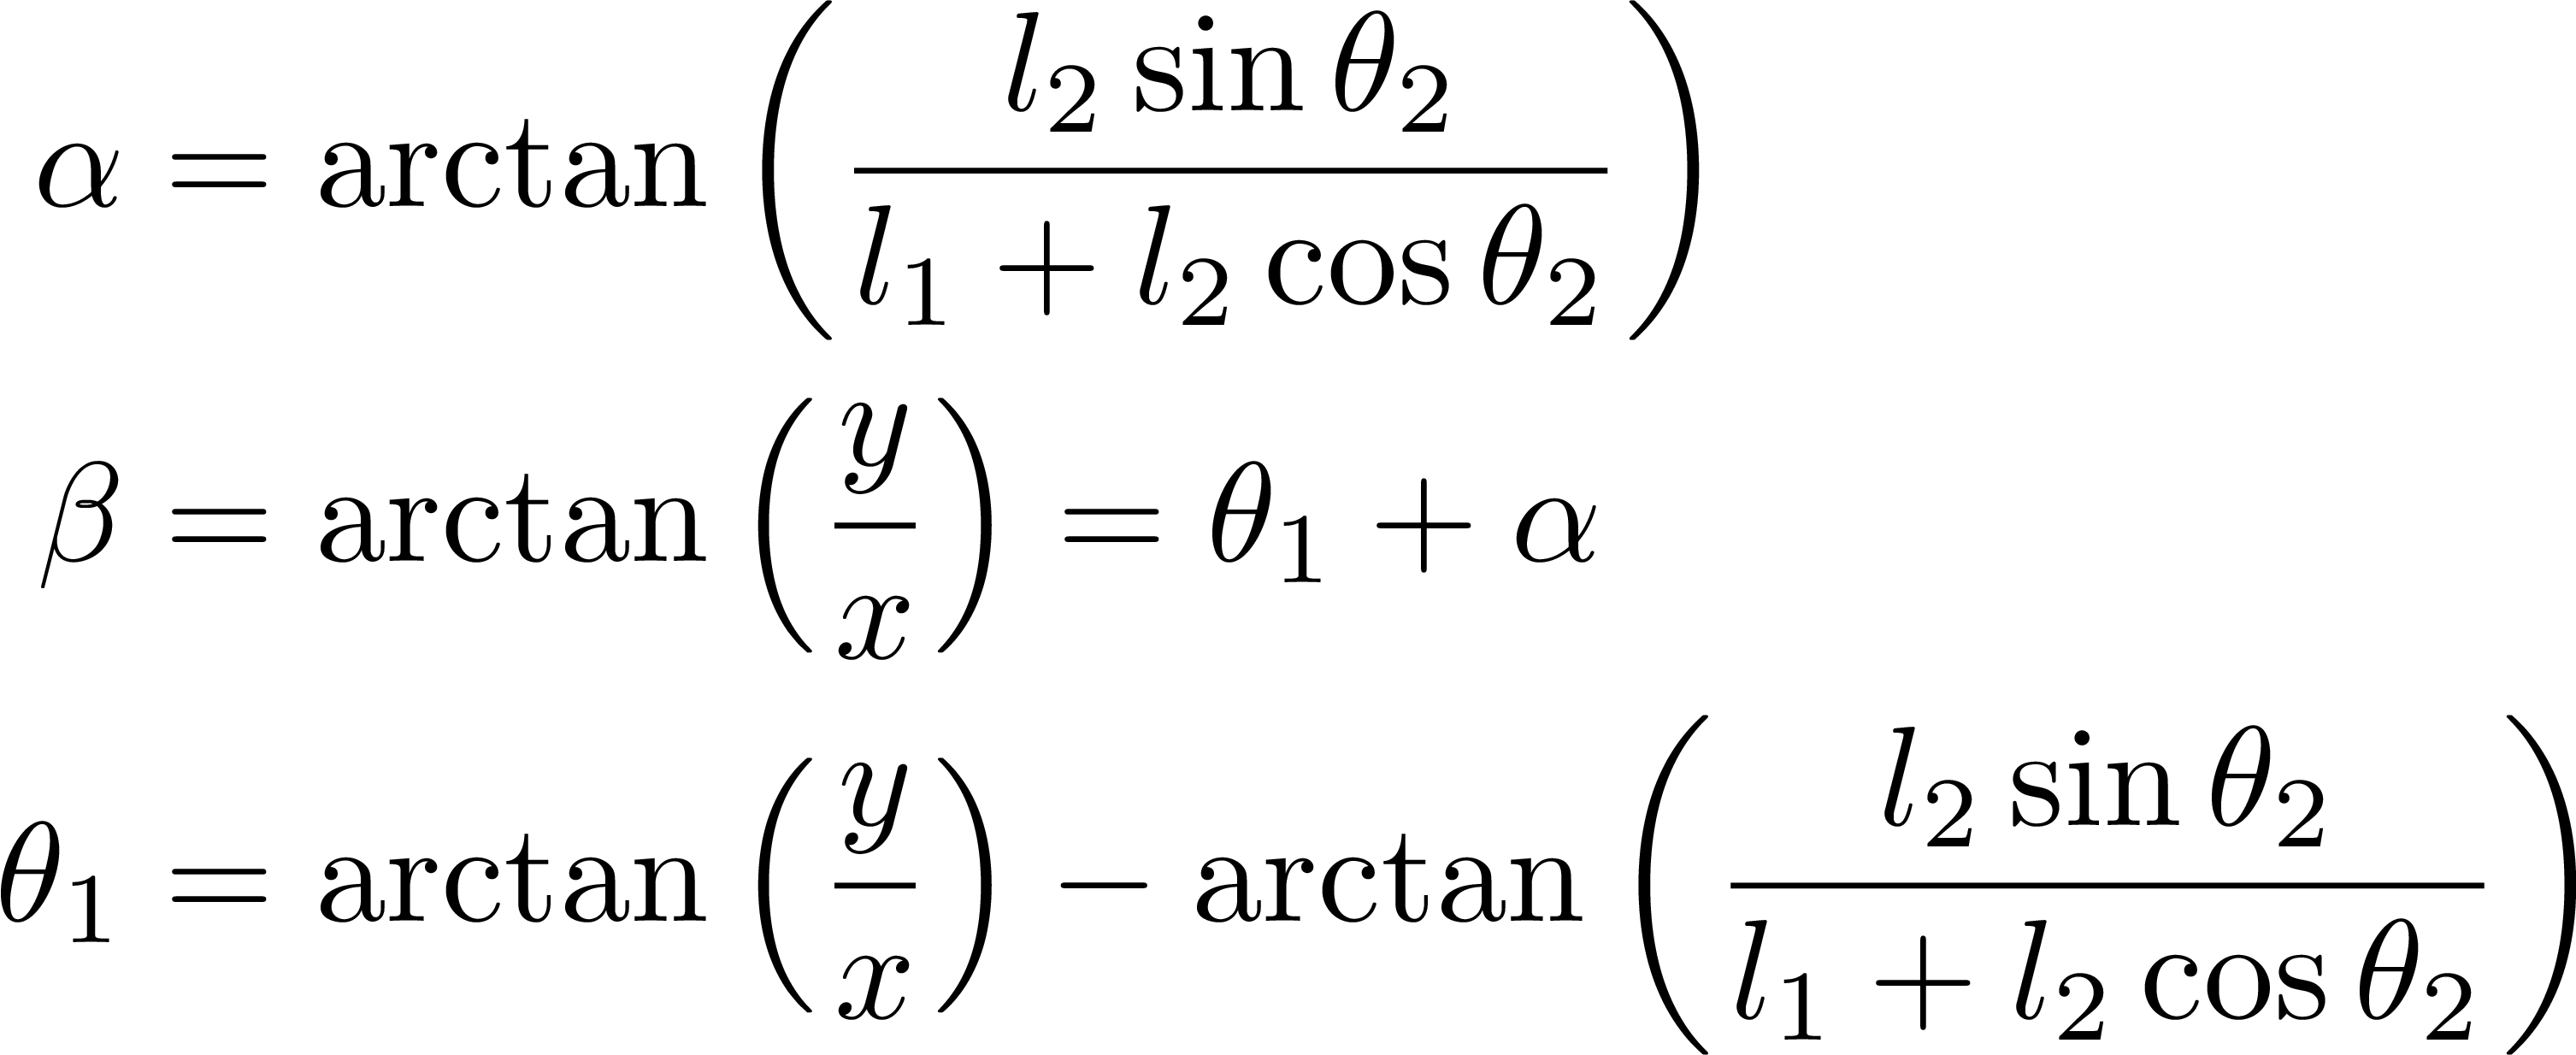 α = arctan ( l₂ sin θ₂ / l₁ + l₂ cos θ₂ )
β = arctan ( y / x ) = θ₁ + α
θ₁ = arctan ( y / x ) − arctan ( l₂ sin θ₂ / l₁ + l₂ cos θ₂ )